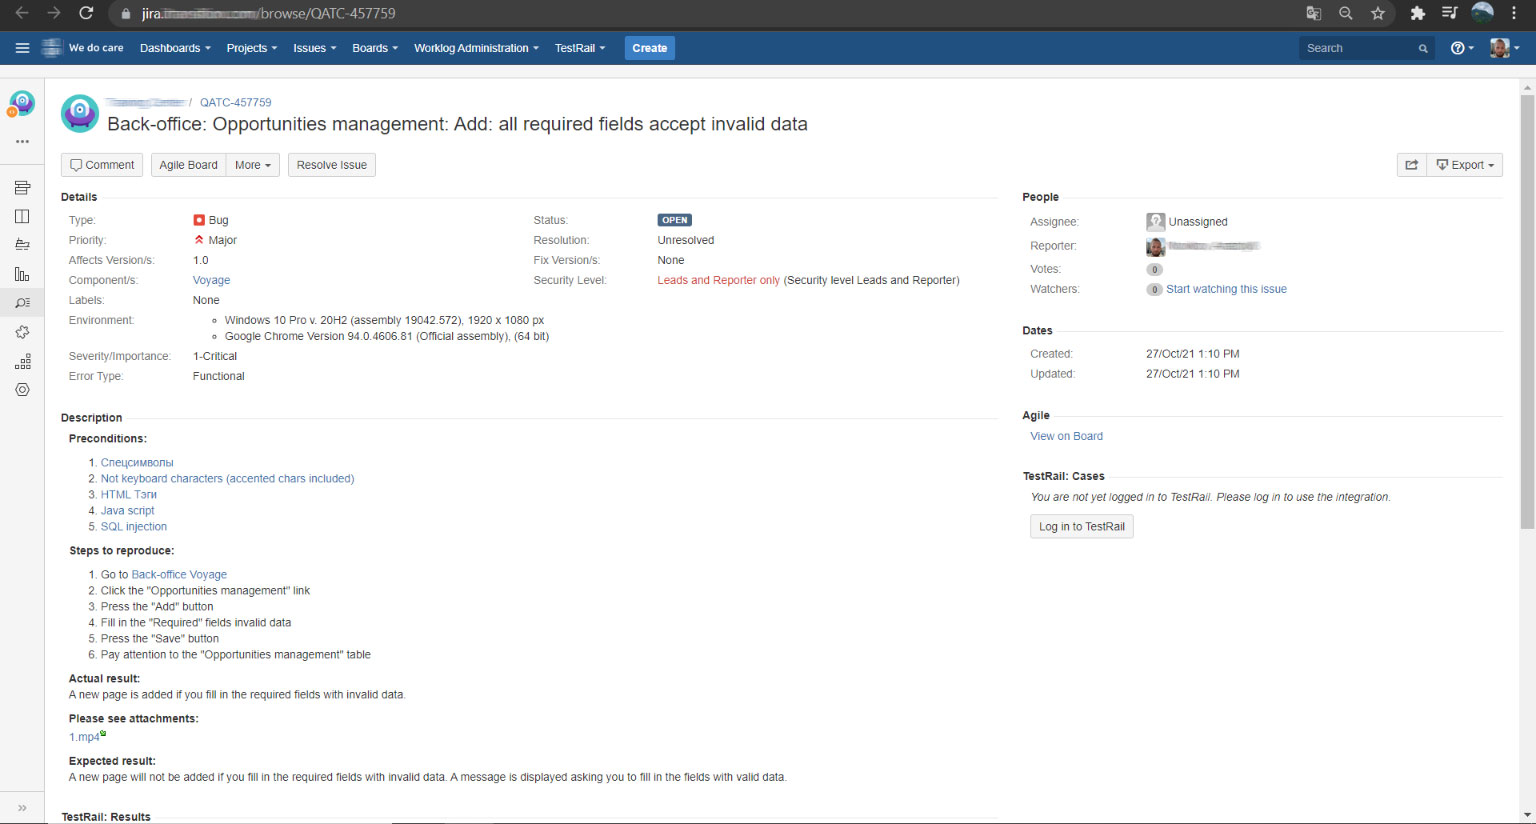 jira. /browse/QATC-457759
We do care Dashboards Projects Issues Boards Worklog Administration TestRail Create Search
/ QATC-457759
Back-office: Opportunities management: Add: all required fields accept invalid data
Comment Agile Board More Resolve Issue Export
Details
Type: Bug
Priority: Major
Affects Version/s: 1.0
Component/s: Voyage
Labels: None
Environment:
Windows 10 Pro v. 20H2 (assembly 19042.572), 1920 x 1080 px
Google Chrome Version 94.0.4606.81 (Official assembly), (64 bit)
Severity/Importance: 1-Critical
Error Type: Functional
Status: OPEN
Resolution: Unresolved
Fix Version/s: None
Security Level: Leads and Reporter only (Security level Leads and Reporter)
Description
Preconditions:
1. Спецсимволы
2. Not keyboard characters (accented chars included)
3. HTML Тэги
4. Java script
5. SQL injection
Steps to reproduce:
1. Go to Back-office Voyage
2. Click the "Opportunities management" link
3. Press the "Add" button
4. Fill in the "Required" fields invalid data
5. Press the "Save" button
6. Pay attention to the "Opportunities management" table
Actual result:
A new page is added if you fill in the required fields with invalid data.
Please see attachments:
1.mp4
Expected result:
A new page will not be added if you fill in the required fields with invalid data. A message is displayed asking you to fill in the fields with valid data.
TestRail: Results
People
Assignee: Unassigned
Reporter:
Votes: 0
Watchers: 0 Start watching this issue
Dates
Created: 27/Oct/21 1:10 PM
Updated: 27/Oct/21 1:10 PM
Agile
View on Board
TestRail: Cases
You are not yet logged in to TestRail. Please log in to use the integration.
Log in to TestRail